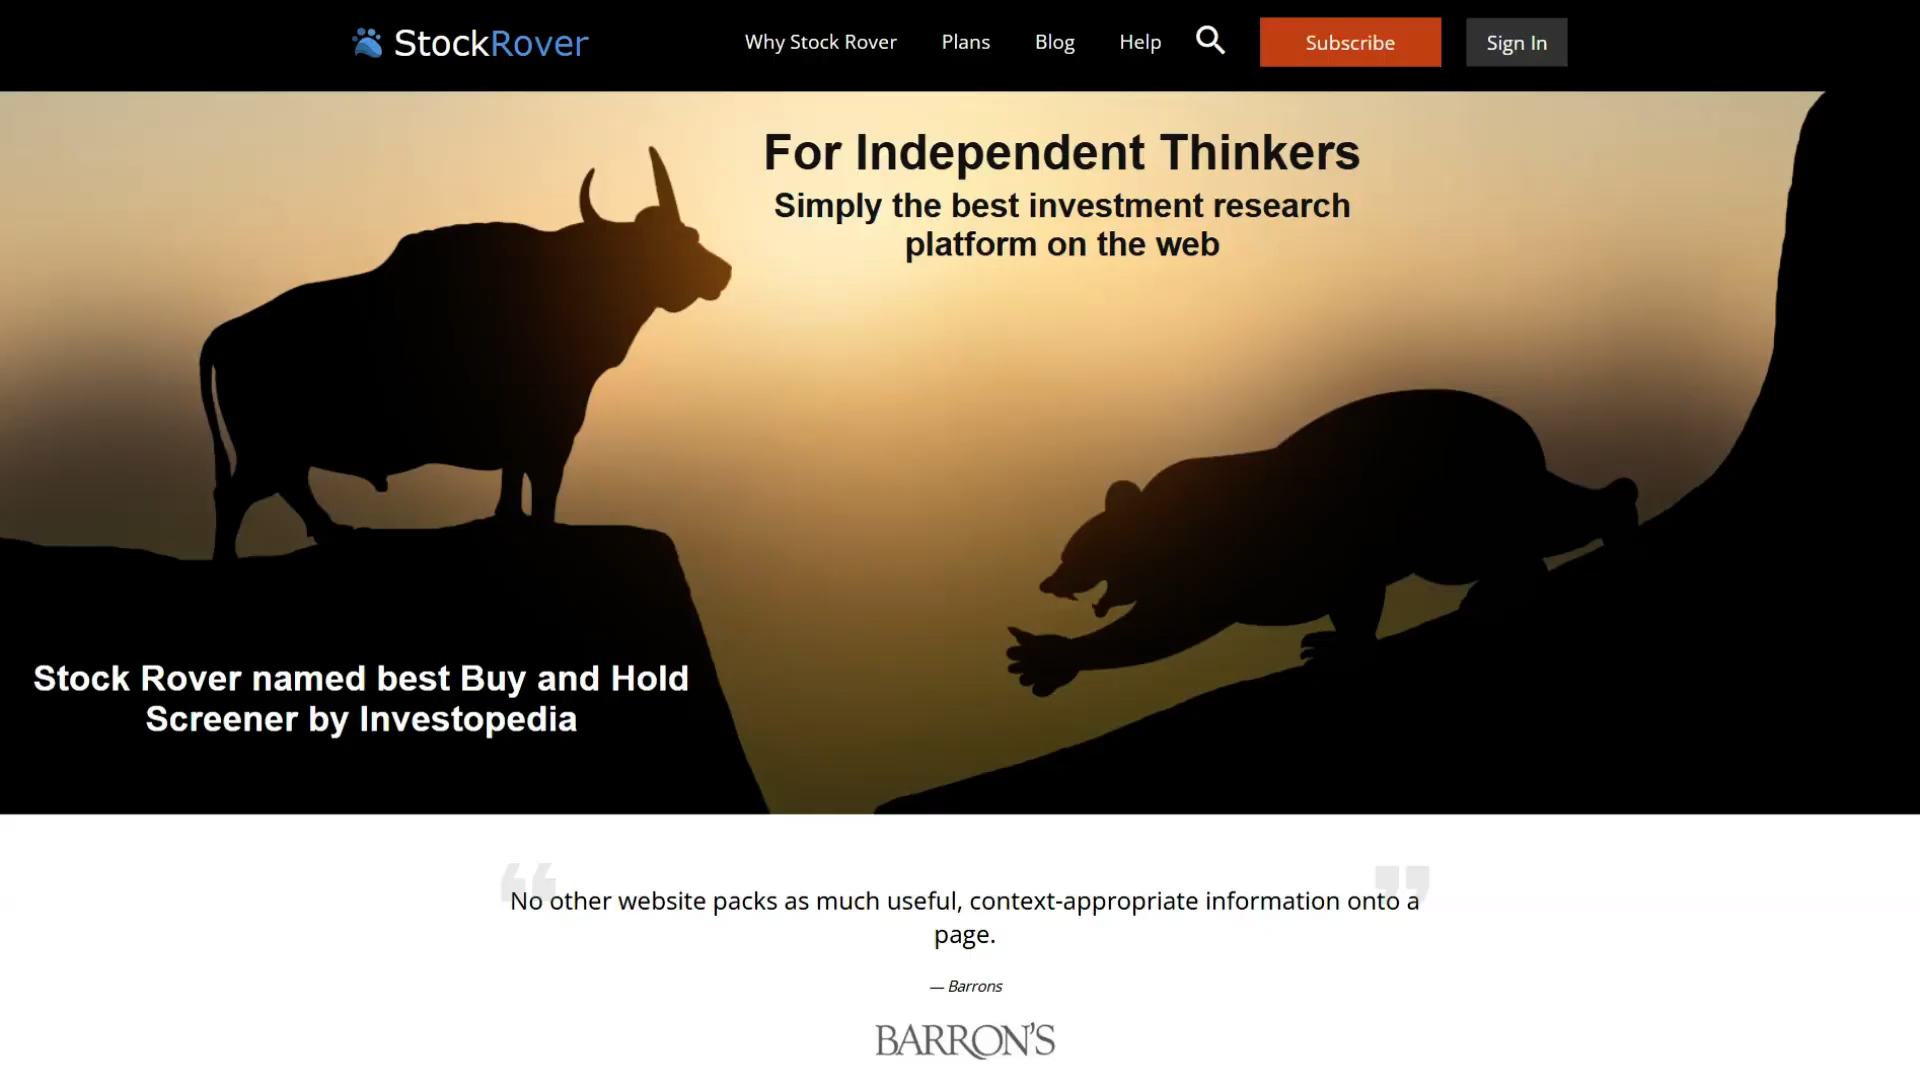 StockRover
Why Stock Rover
Plans
Blog
Help
Subscribe
Sign In
For Independent Thinkers
Simply the best investment research
platform on the web
Stock Rover named best Buy and Hold
Screener by Investopedia
“ No other website packs as much useful, context-appropriate information onto a ”
page.
— Barrons
BARRON'S